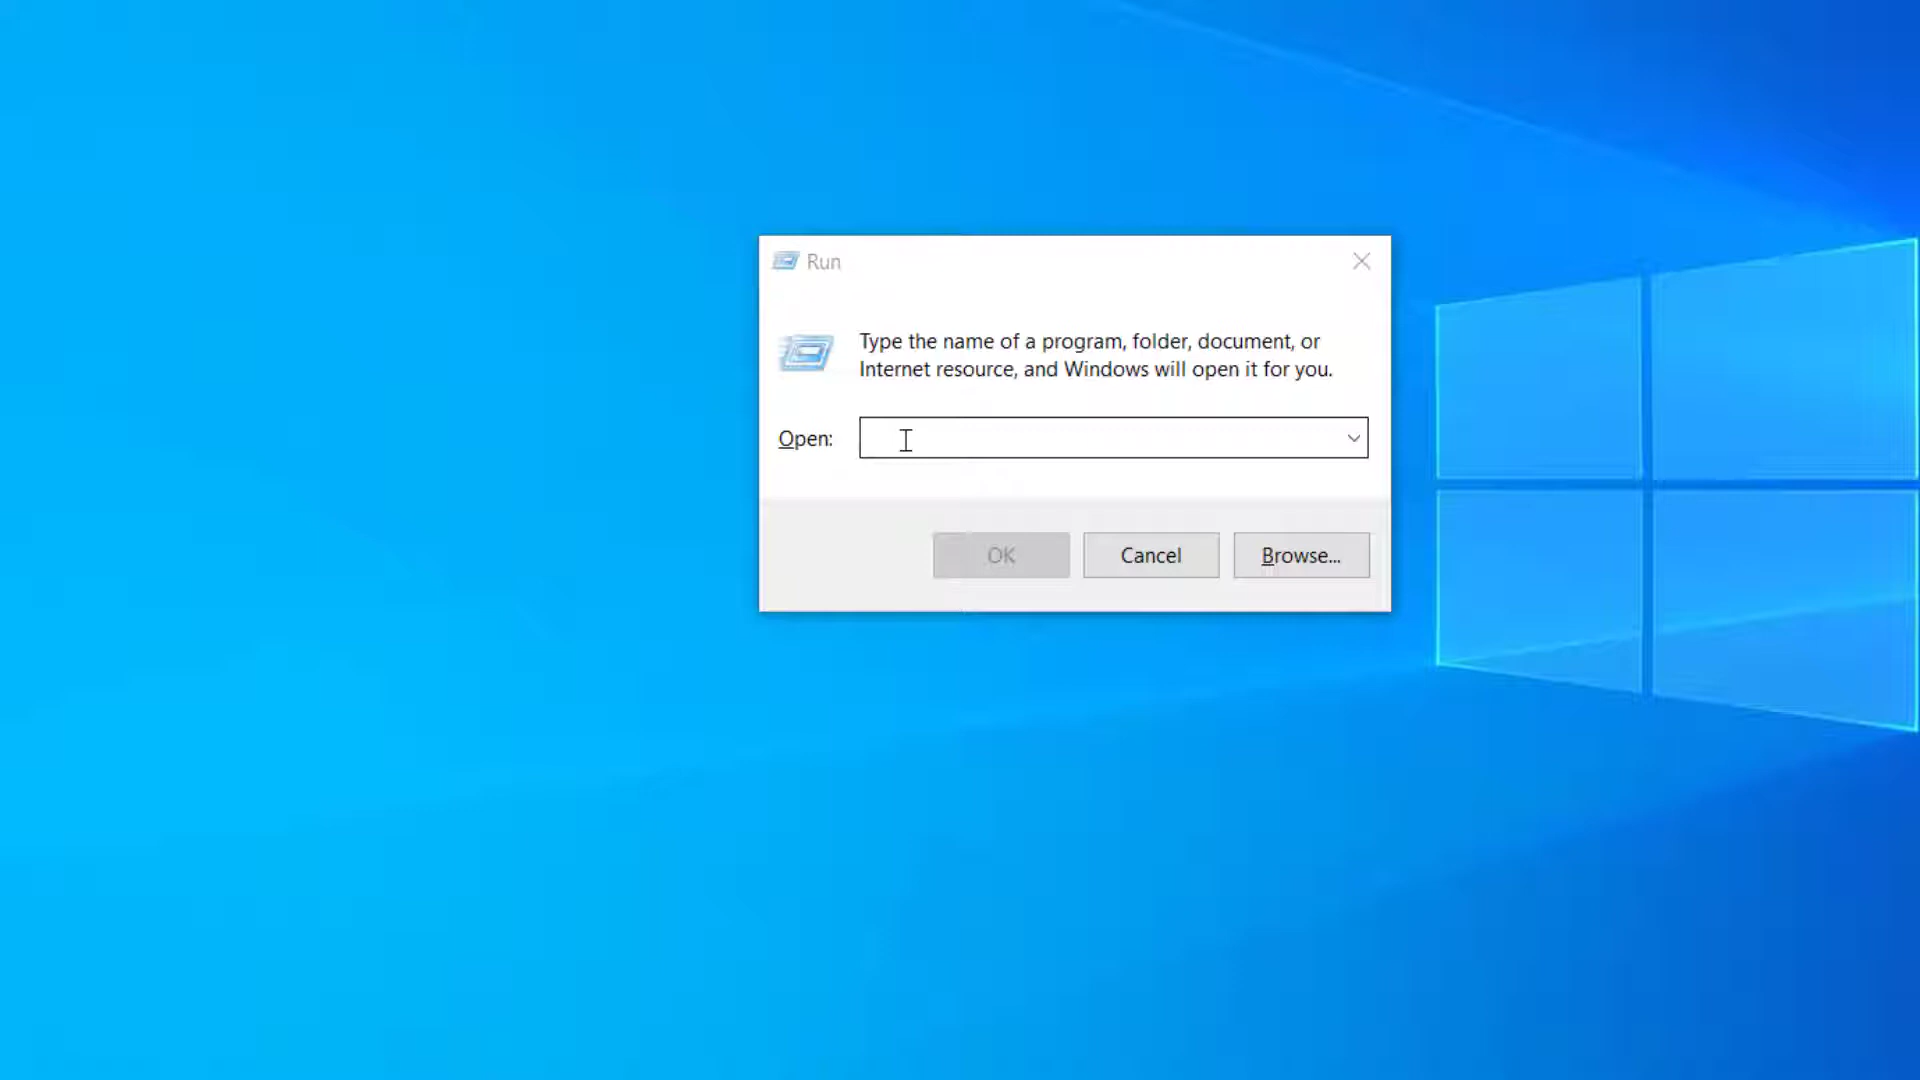 Run
Type the name of a program, folder, document, or
Internet resource, and Windows will open it for you.
Open:
OK
Cancel
Browse...